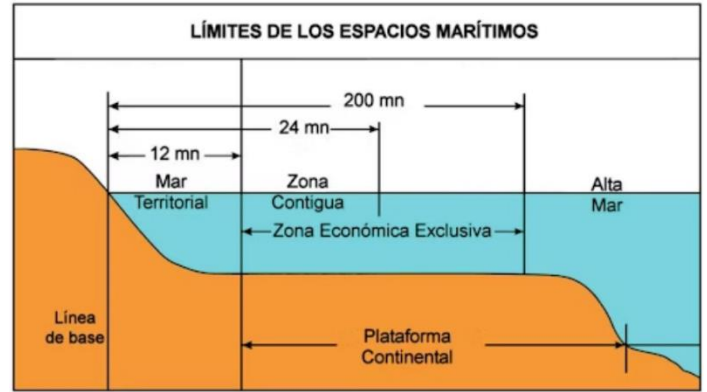 LÍMITES DE LOS ESPACIOS MARÍTIMOS
200 mn
24 mn
12 mn
Mar
Territorial
Zona
Contigua
Alta
Mar
Zona Económica Exclusiva
Línea
de base
Plataforma
Continental